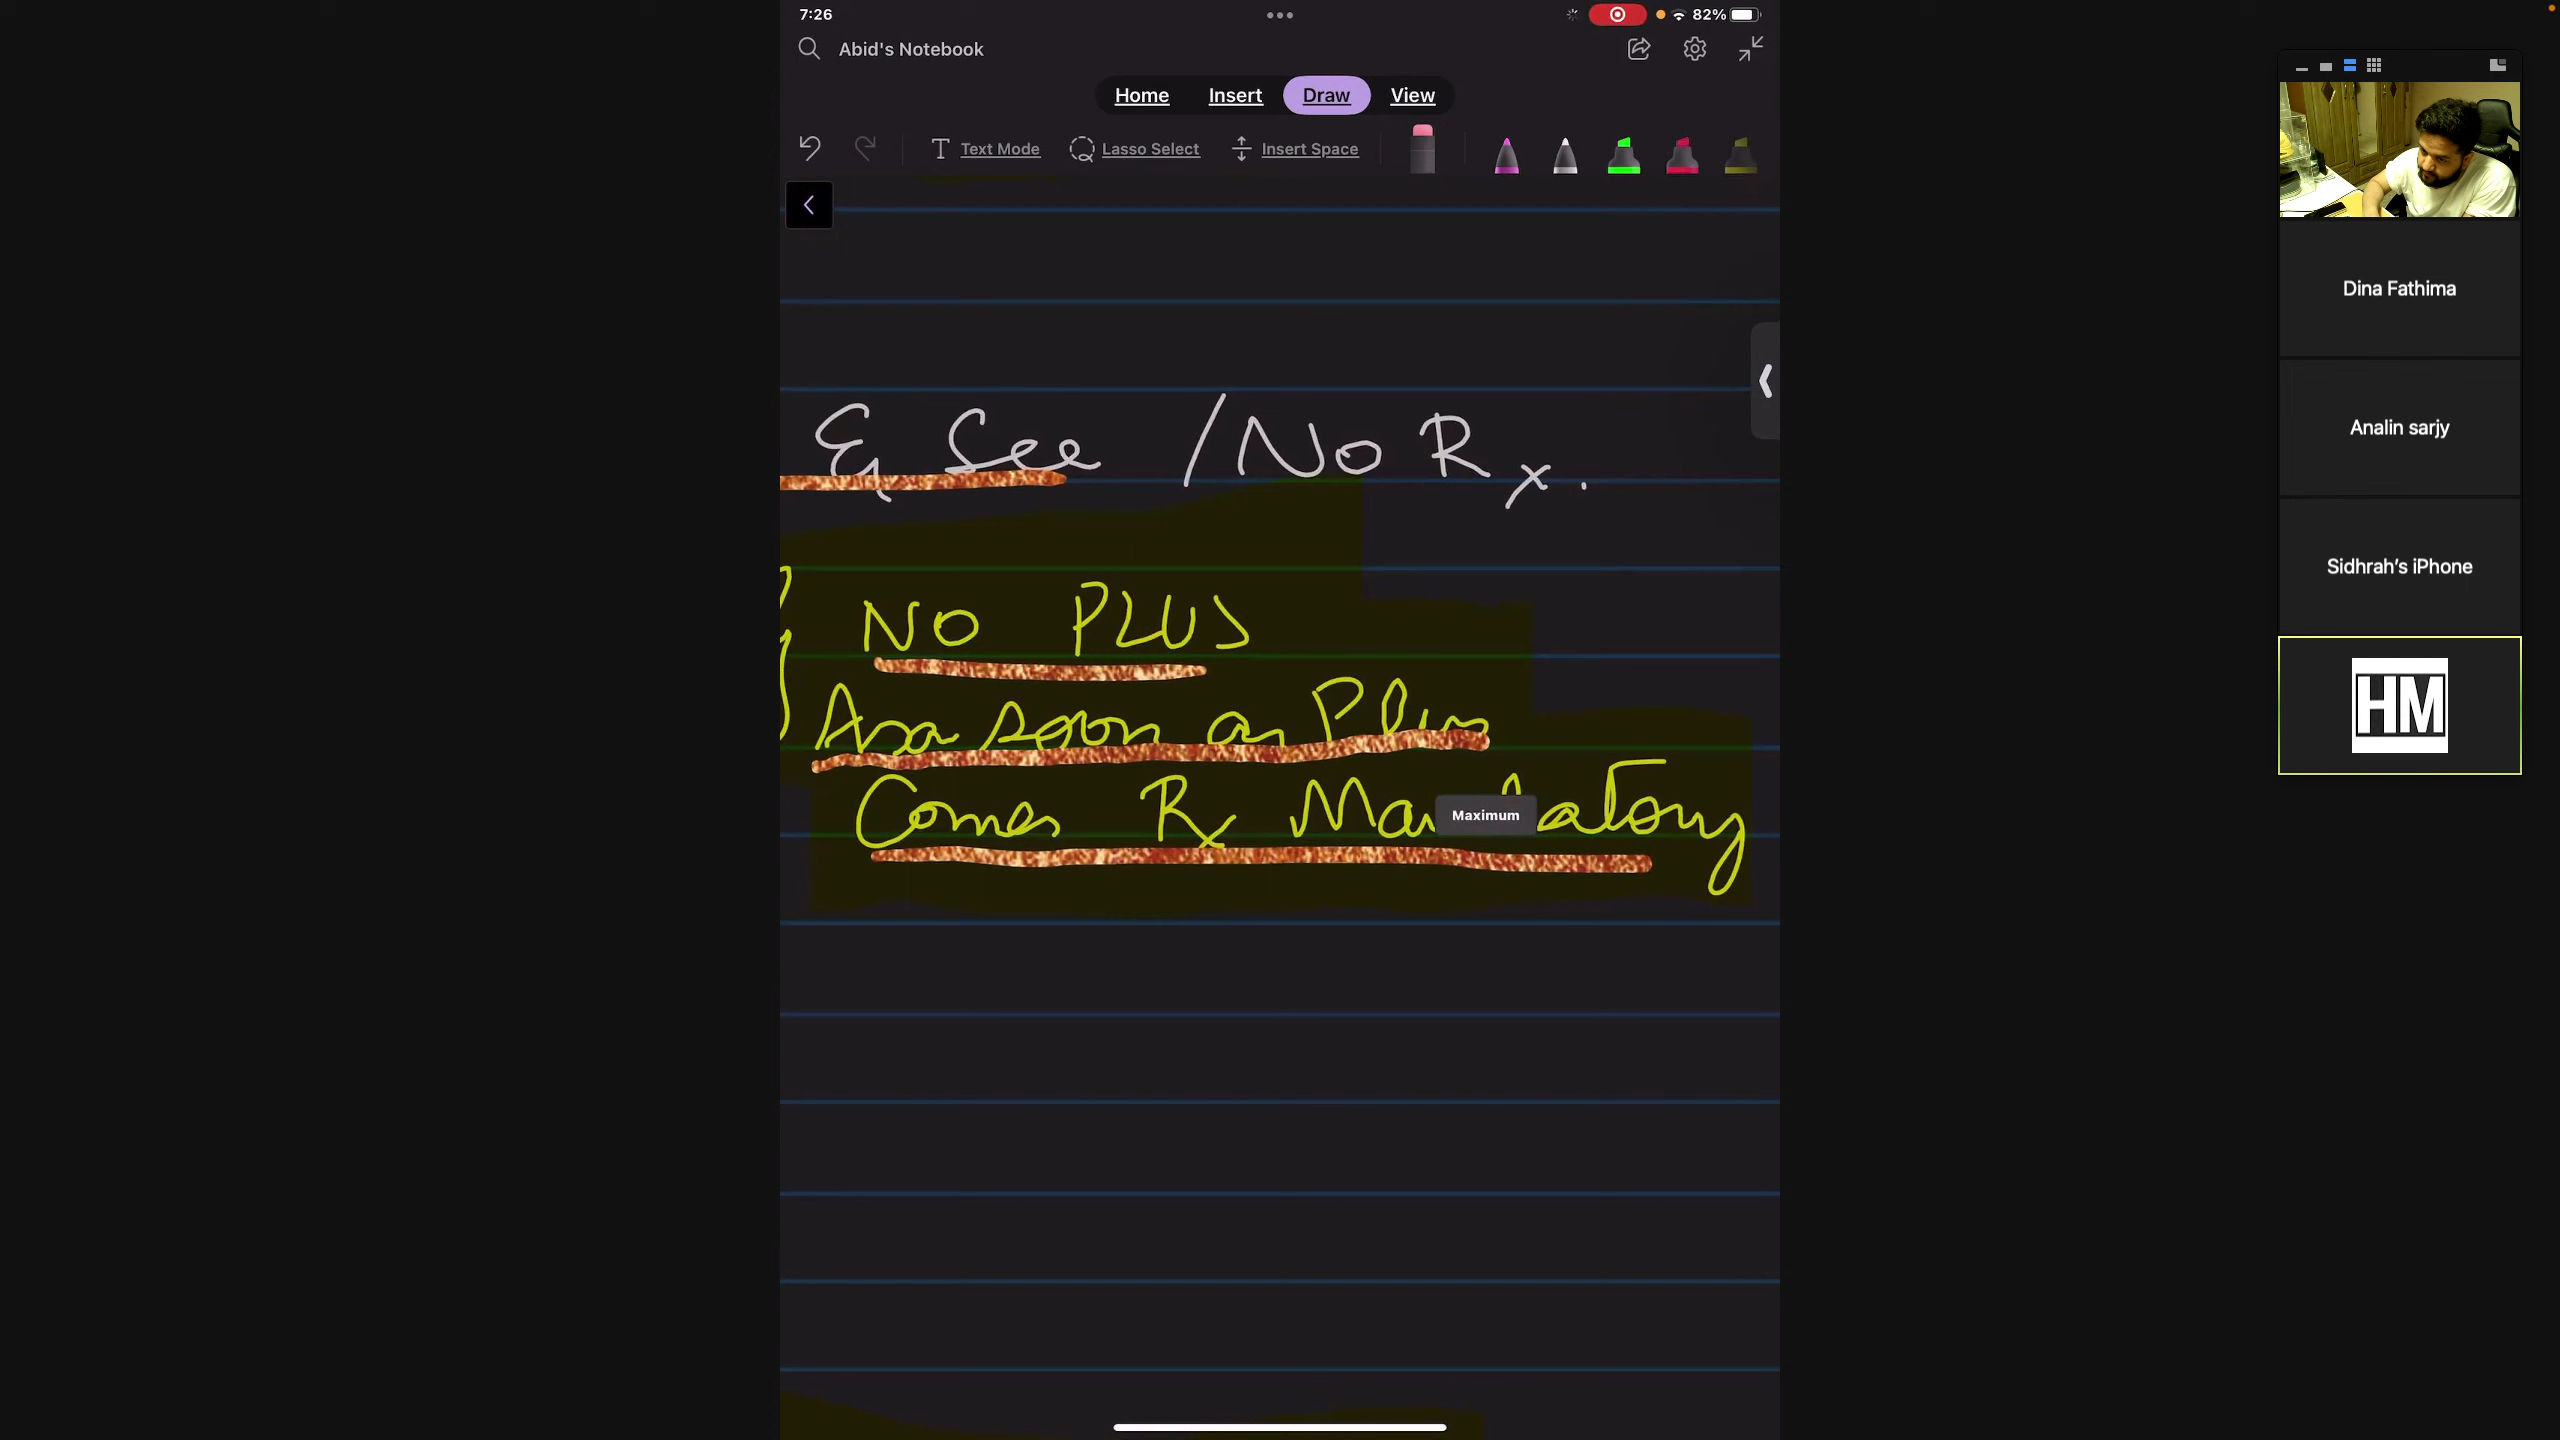 7:26
82%
Abid's Notebook
Home Insert Draw View
Text Mode Lasso Select Insert Space
& See / No Rx.
NO PLUS
As soon as Plus
Comes Rx Mandatory
Maximum
Dina Fathima
Analin sarjy
Sidhrah’s iPhone
HM